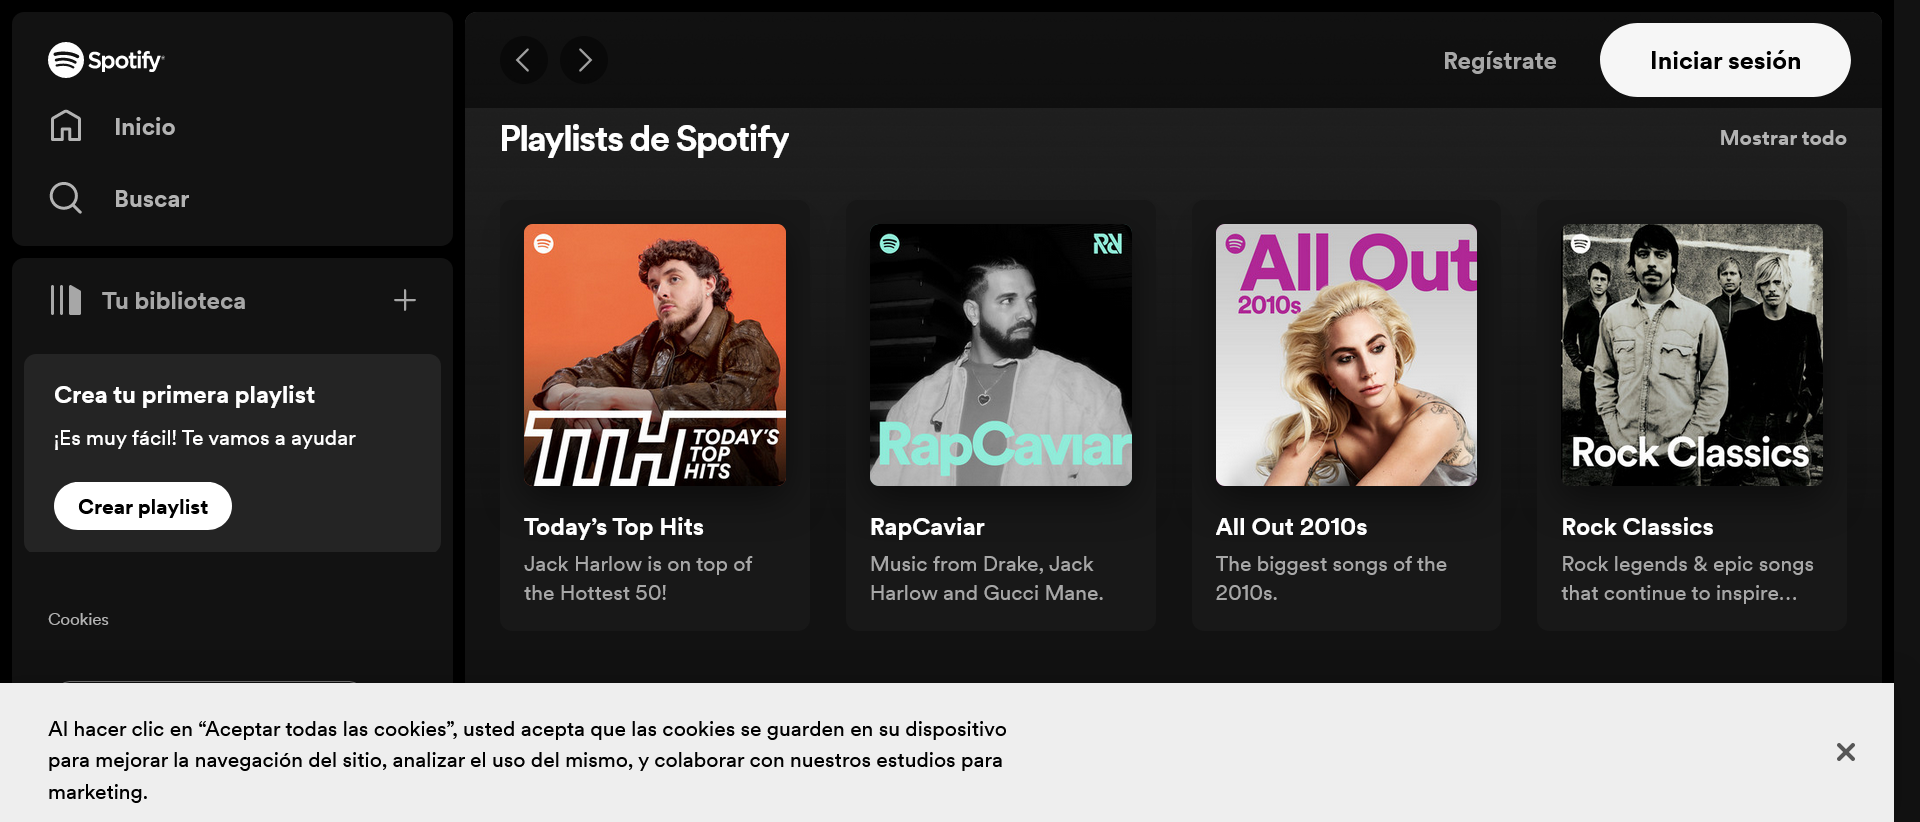 Spotify
Inicio
Buscar
Tu biblioteca
Crea tu primera playlist
¡Es muy fácil! Te vamos a ayudar
Crear playlist
Cookies
Regístrate
Iniciar sesión
Playlists de Spotify
Mostrar todo
TTH TODAY'S
TOP
HITS
Today’s Top Hits
Jack Harlow is on top of
the Hottest 50!
RapCaviar
RapCaviar
Music from Drake, Jack
Harlow and Gucci Mane.
All Out
2010s
All Out 2010s
The biggest songs of the
2010s.
Rock Classics
Rock Classics
Rock legends & epic songs
that continue to inspire…
Al hacer clic en “Aceptar todas las cookies”, usted acepta que las cookies se guarden en su dispositivo
para mejorar la navegación del sitio, analizar el uso del mismo, y colaborar con nuestros estudios para
marketing.